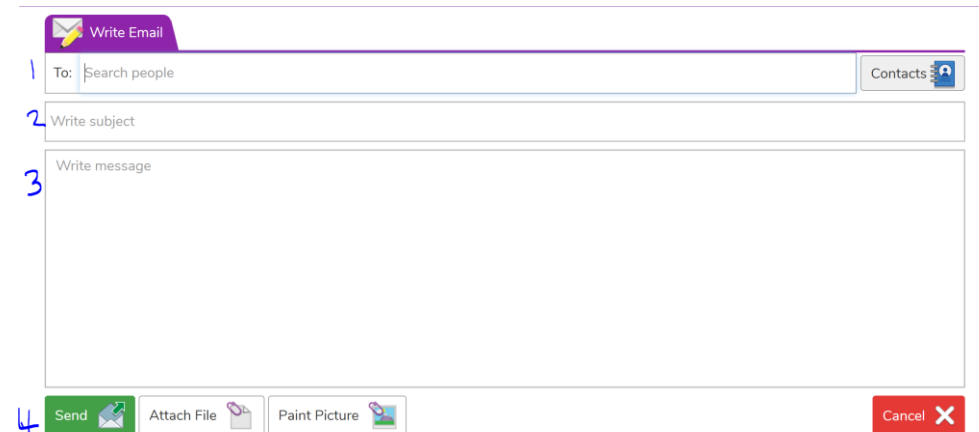 Write Email
1 To: Search people Contacts
2 Write subject
3 Write message
4 Send Attach File Paint Picture Cancel